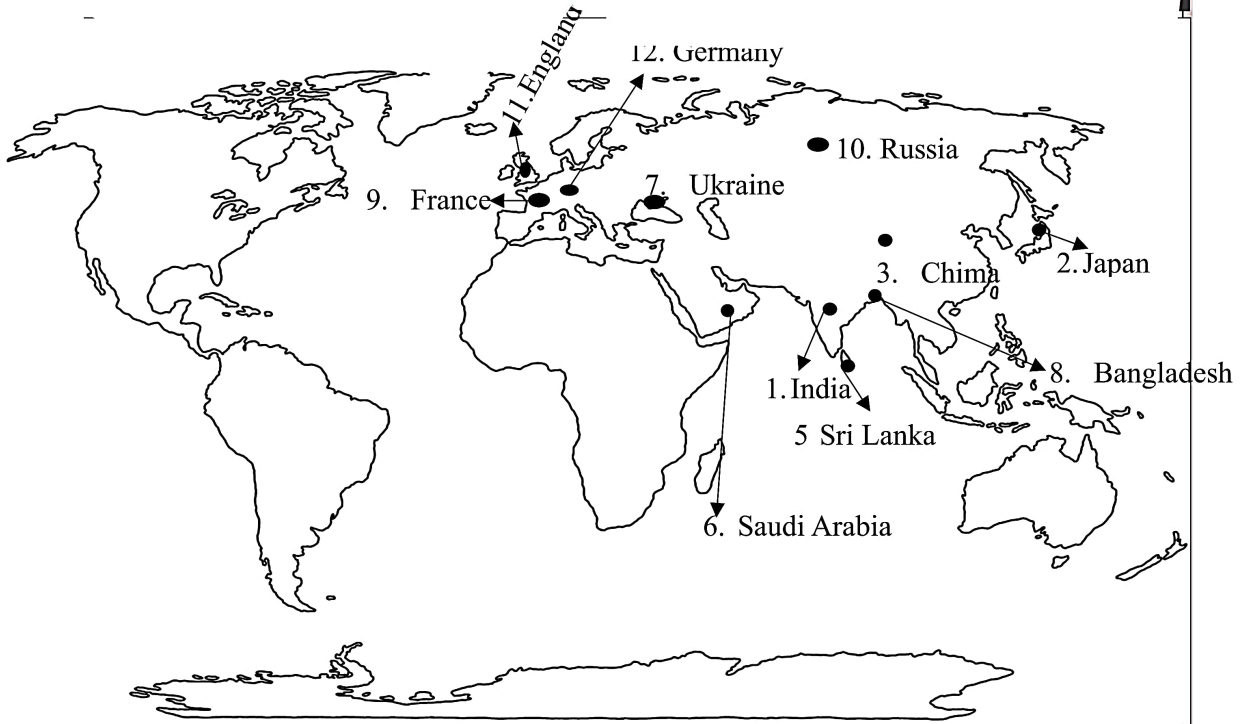 12. Germany
11.England
10. Russia
7. Ukraine
9. France
2.Japan
3. Chima
8. Bangladesh
1.India
5 Sri Lanka
6. Saudi Arabia